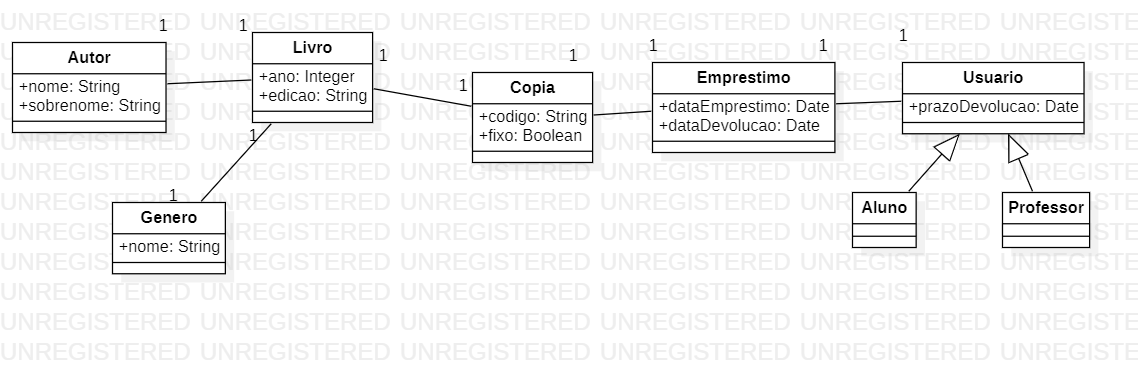 UNREGISTERED UNREGISTERED UNREGISTERED UNREGISTERED UNREGISTERED UNREGISTERED
1
1
Autor
+nome: String
+sobrenome: String
Livro
+ano: Integer
+edicao: String
1
1
Copia
+codigo: String
+fixo: Boolean
1
1
Emprestimo
+dataEmprestimo: Date
+dataDevolucao: Date
1
1
Usuario
+prazoDevolucao: Date
1
1
Genero
+nome: String
Aluno
Professor